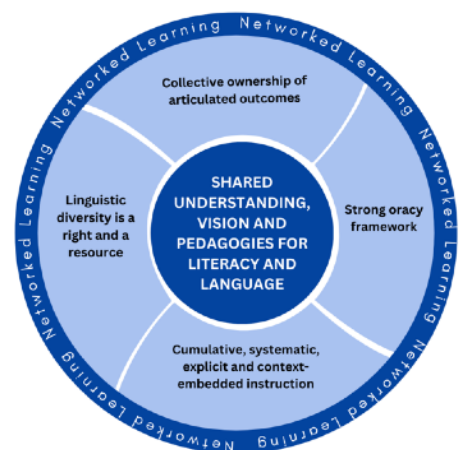 Networked Learning Networked Learning Networked Learning Networked Learning Networked Learning Networked Learning
Collective ownership of
articulated outcomes
Linguistic
diversity is a
right and a
resource
SHARED
UNDERSTANDING,
VISION AND
PEDAGOGIES FOR
LITERACY AND
LANGUAGE
Strong oracy
framework
Cumulative, systematic,
explicit and context-
embedded instruction